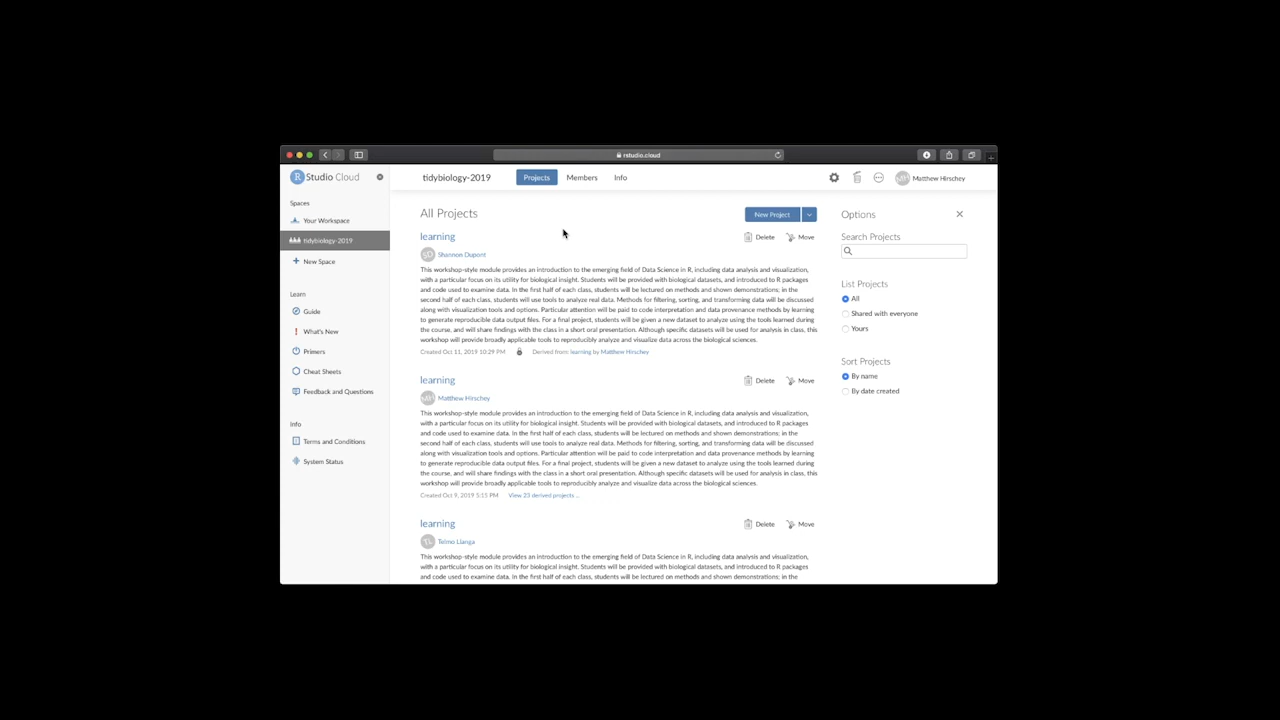 rstudio.cloud
R Studio Cloud
tidybiology-2019
Projects
Members
Info
MH
Matthew Hirschey
Spaces
Your Workspace
tidybiology-2019
New Space
Learn
Guide
What's New
Primers
Cheat Sheets
Feedback and Questions
Info
Terms and Conditions
System Status
All Projects
New Project
learning
Delete
Move
SD
Shannon Dupont
This workshop-style module provides an introduction to the emerging field of Data Science in R, including data analysis and visualization,
with a particular focus on its utility for biological insight. Students will be provided with biological datasets, and introduced to R packages
and code used to examine data. In the first half of each class, students will be lectured on methods and shown demonstrations; in the
second half of each class, students will use tools to analyze real data. Methods for filtering, sorting, and transforming data will be discussed
along with visualization tools and options. Particular attention will be paid to code interpretation and data provenance methods by learning
to generate reproducible data output files. For a final project, students will be given a new dataset to analyze using the tools learned during
the course, and will share findings with the class in a short oral presentation. Although specific datasets will be used for analysis in class, this
workshop will provide broadly applicable tools to reproducibly analyze and visualize data across the biological sciences.
Created Oct 11, 2019 10:29 PM
Derived from: learning by Matthew Hirschey
learning
Delete
Move
MH
Matthew Hirschey
This workshop-style module provides an introduction to the emerging field of Data Science in R, including data analysis and visualization,
with a particular focus on its utility for biological insight. Students will be provided with biological datasets, and introduced to R packages
and code used to examine data. In the first half of each class, students will be lectured on methods and shown demonstrations; in the
second half of each class, students will use tools to analyze real data. Methods for filtering, sorting, and transforming data will be discussed
along with visualization tools and options. Particular attention will be paid to code interpretation and data provenance methods by learning
to generate reproducible data output files. For a final project, students will be given a new dataset to analyze using the tools learned during
the course, and will share findings with the class in a short oral presentation. Although specific datasets will be used for analysis in class, this
workshop will provide broadly applicable tools to reproducibly analyze and visualize data across the biological sciences.
Created Oct 9, 2019 5:15 PM
View 23 derived projects ...
learning
Delete
Move
TL
Telmo Llanga
This workshop-style module provides an introduction to the emerging field of Data Science in R, including data analysis and visualization,
with a particular focus on its utility for biological insight. Students will be provided with biological datasets, and introduced to R packages
and code used to examine data. In the first half of each class, students will be lectured on methods and shown demonstrations; in the
Options
Search Projects
List Projects
All
Shared with everyone
Yours
Sort Projects
By name
By date created